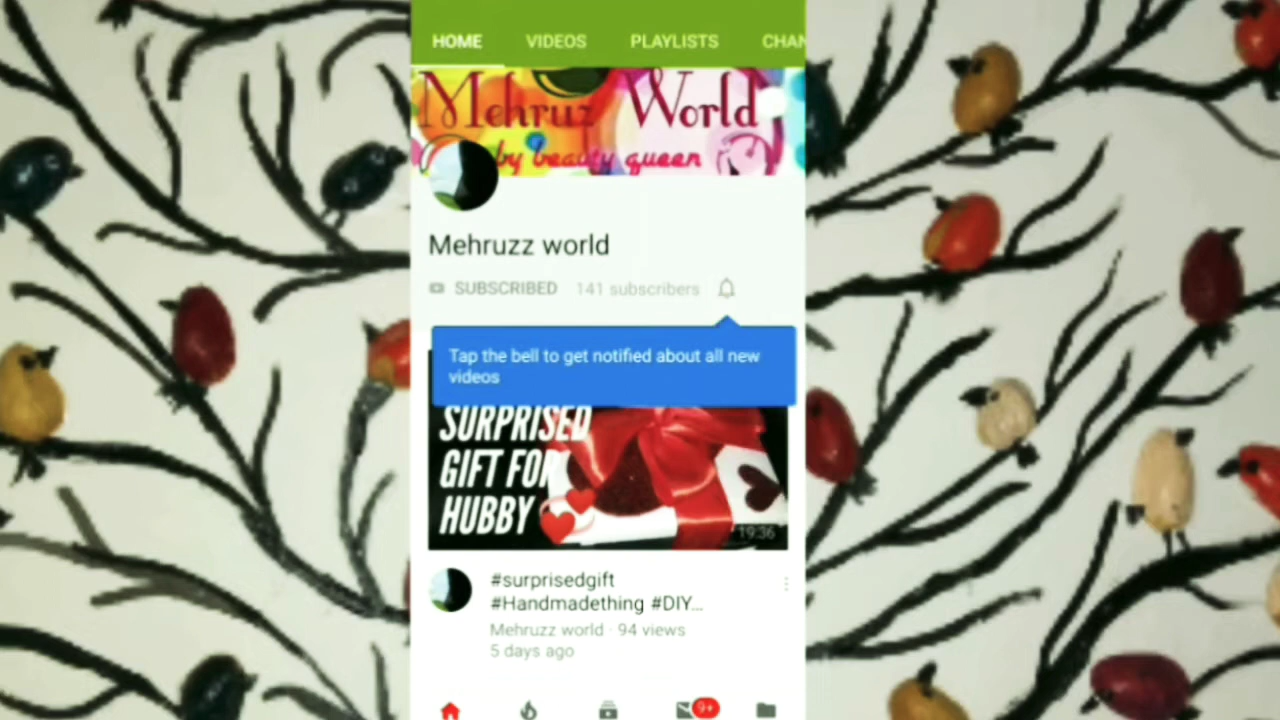 HOME VIDEOS PLAYLISTS CHAN
Mehruz World
by beauty queen
Mehruzz world
SUBSCRIBED 141 subscribers
Tap the bell to get notified about all new
videos
SURPRISED
GIFT FOR
HUBBY
19:36
#surprisedgift
#Handmadething #DIY...
Mehruzz world · 94 views
5 days ago
9+